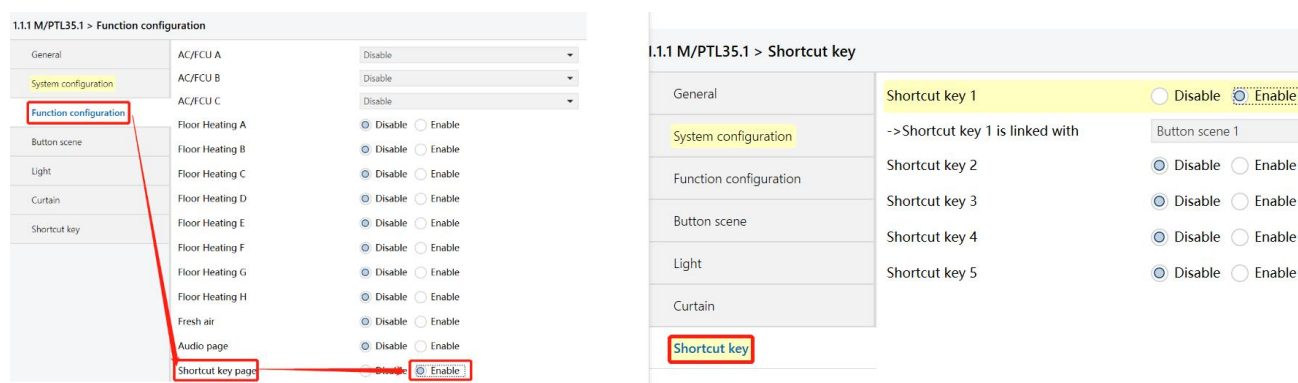 1.1.1 M/PTL35.1 > Function configuration
General
System configuration
Function configuration
Button scene
Light
Curtain
Shortcut key
AC/FCU A Disable
AC/FCU B Disable
AC/FCU C Disable
Floor Heating A Disable Enable
Floor Heating B Disable Enable
Floor Heating C Disable Enable
Floor Heating D Disable Enable
Floor Heating E Disable Enable
Floor Heating F Disable Enable
Floor Heating G Disable Enable
Floor Heating H Disable Enable
Fresh air Disable Enable
Audio page Disable Enable
Shortcut key page Disable Enable
1.1.1 M/PTL35.1 > Shortcut key
General
System configuration
Function configuration
Button scene
Light
Curtain
Shortcut key
Shortcut key 1 Disable Enable
->Shortcut key 1 is linked with Button scene 1
Shortcut key 2 Disable Enable
Shortcut key 3 Disable Enable
Shortcut key 4 Disable Enable
Shortcut key 5 Disable Enable